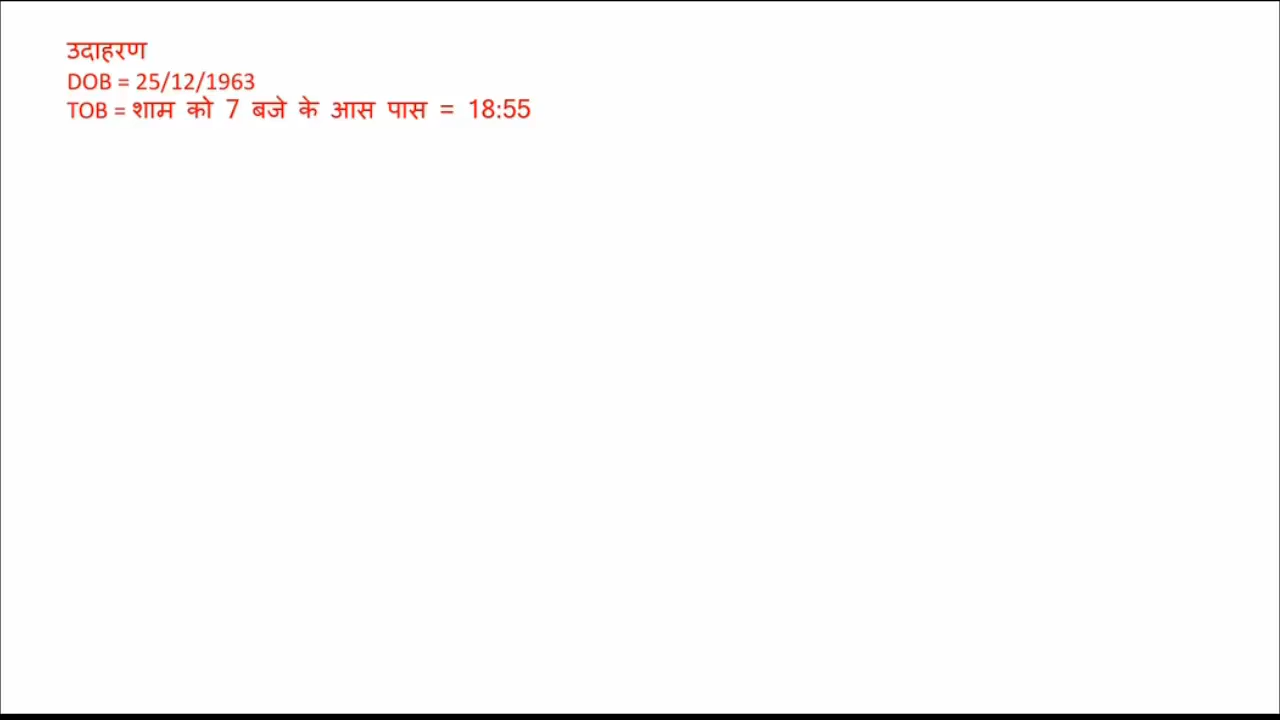 उदाहरण
DOB = 25/12/1963
TOB = शाम को 7 बजे के आस पास = 18:55